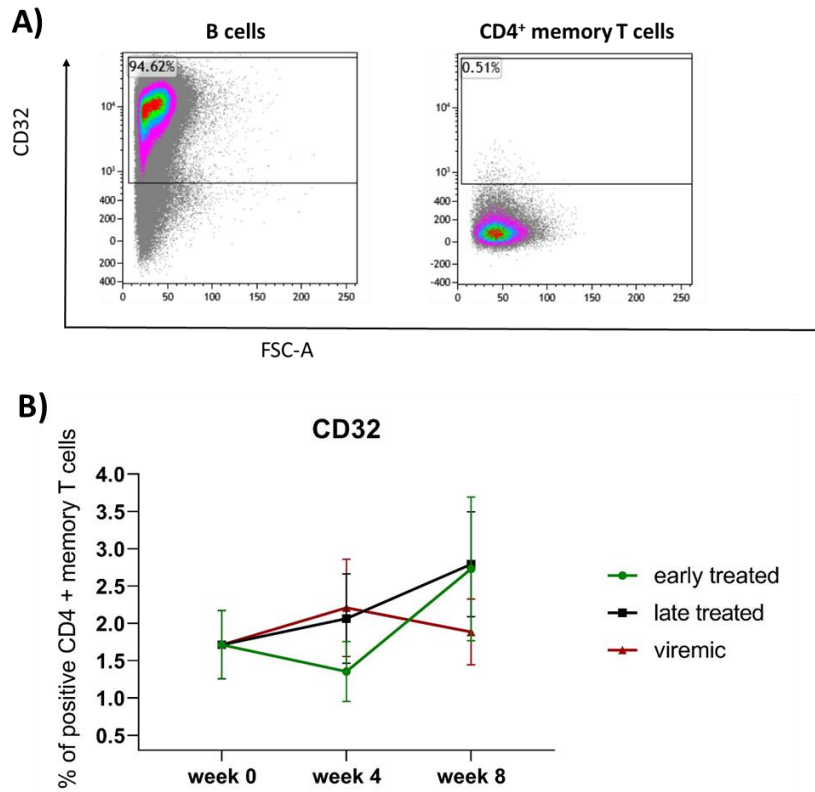 A)
B cells
CD4⁺ memory T cells
CD32
94.62%
10⁴
10³
400
200
0
200
400
0 50 100 150 200 250
0.51%
10⁴
10³
400
200
0
-200
-400
0 50 100 150 200 250
FSC-A
B)
CD32
% of positive CD4 + memory T cells
4.0
3.5
3.0
2.5
2.0
1.5
1.0
0.5
week 0 week 4 week 8
early treated
late treated
viremic